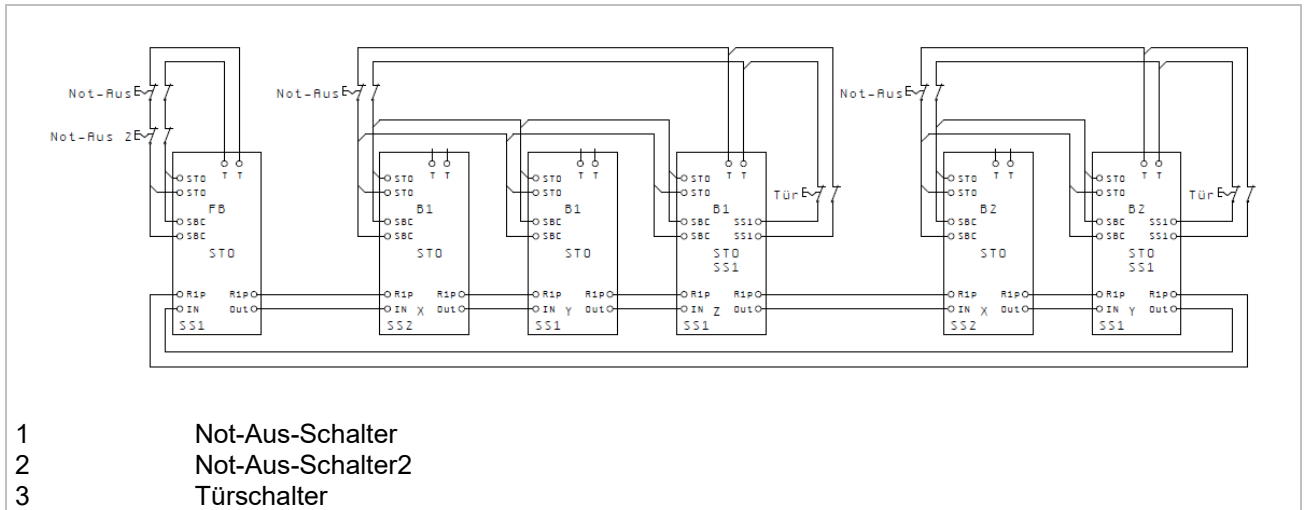 Not-Aus
Not-Aus 2
Not-Aus
Not-Aus
T T
T T
T T
T T
T T
T T
STO
STO
FB
SBC
SBC
STO
R1p R1p
IN Out
SS1
STO
STO
B1
SBC
SBC
STO
R1p R1p
IN X Out
SS2
STO
STO
B1
SBC
SBC
STO
R1p R1p
IN Y Out
SS1
STO
STO
B1
SBC SS1
SBC SS1
STO
SS1
R1p R1p
IN Z Out
SS1
Tür
STO
STO
B2
SBC
SBC
STO
R1p R1p
IN X Out
SS2
STO
STO
B2
SBC SS1
SBC SS1
STO
SS1
R1p R1p
IN Y Out
SS1
Tür
1 Not-Aus-Schalter
2 Not-Aus-Schalter2
3 Türschalter